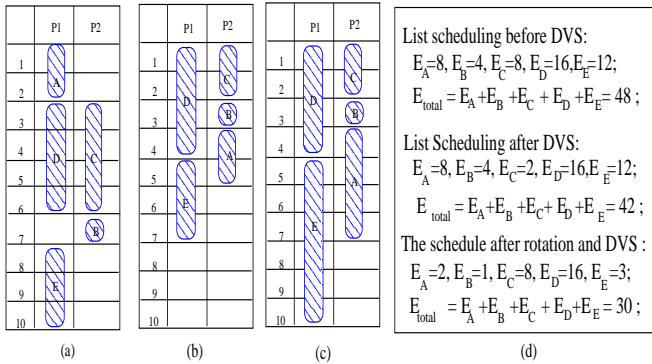 P1 P2
1
2
3
4
5
6
7
8
9
10
A
D
C
B
E
(a)
P1 P2
1
2
3
4
5
6
7
8
9
10
C
D
B
A
E
(b)
P1 P2
1
2
3
4
5
6
7
8
9
10
C
D
B
A
E
(c)
List scheduling before DVS:
E_A=8, E_B=4, E_C=8, E_D=16,E_E=12;
E_total = E_A+E_B +E_C + E_D+E_E= 48 ;
List Scheduling after DVS:
E_A=8, E_B=4, E_C=2, E_D=16,E_E=12;
E_total = E_A+E_B +E_C+ E_D+E_E= 42 ;
The schedule after rotation and DVS :
E_A=2, E_B=1, E_C=8, E_D=16, E_E=3;
E_total = E_A+E_B +E_C + E_D+E_E= 30 ;
(d)